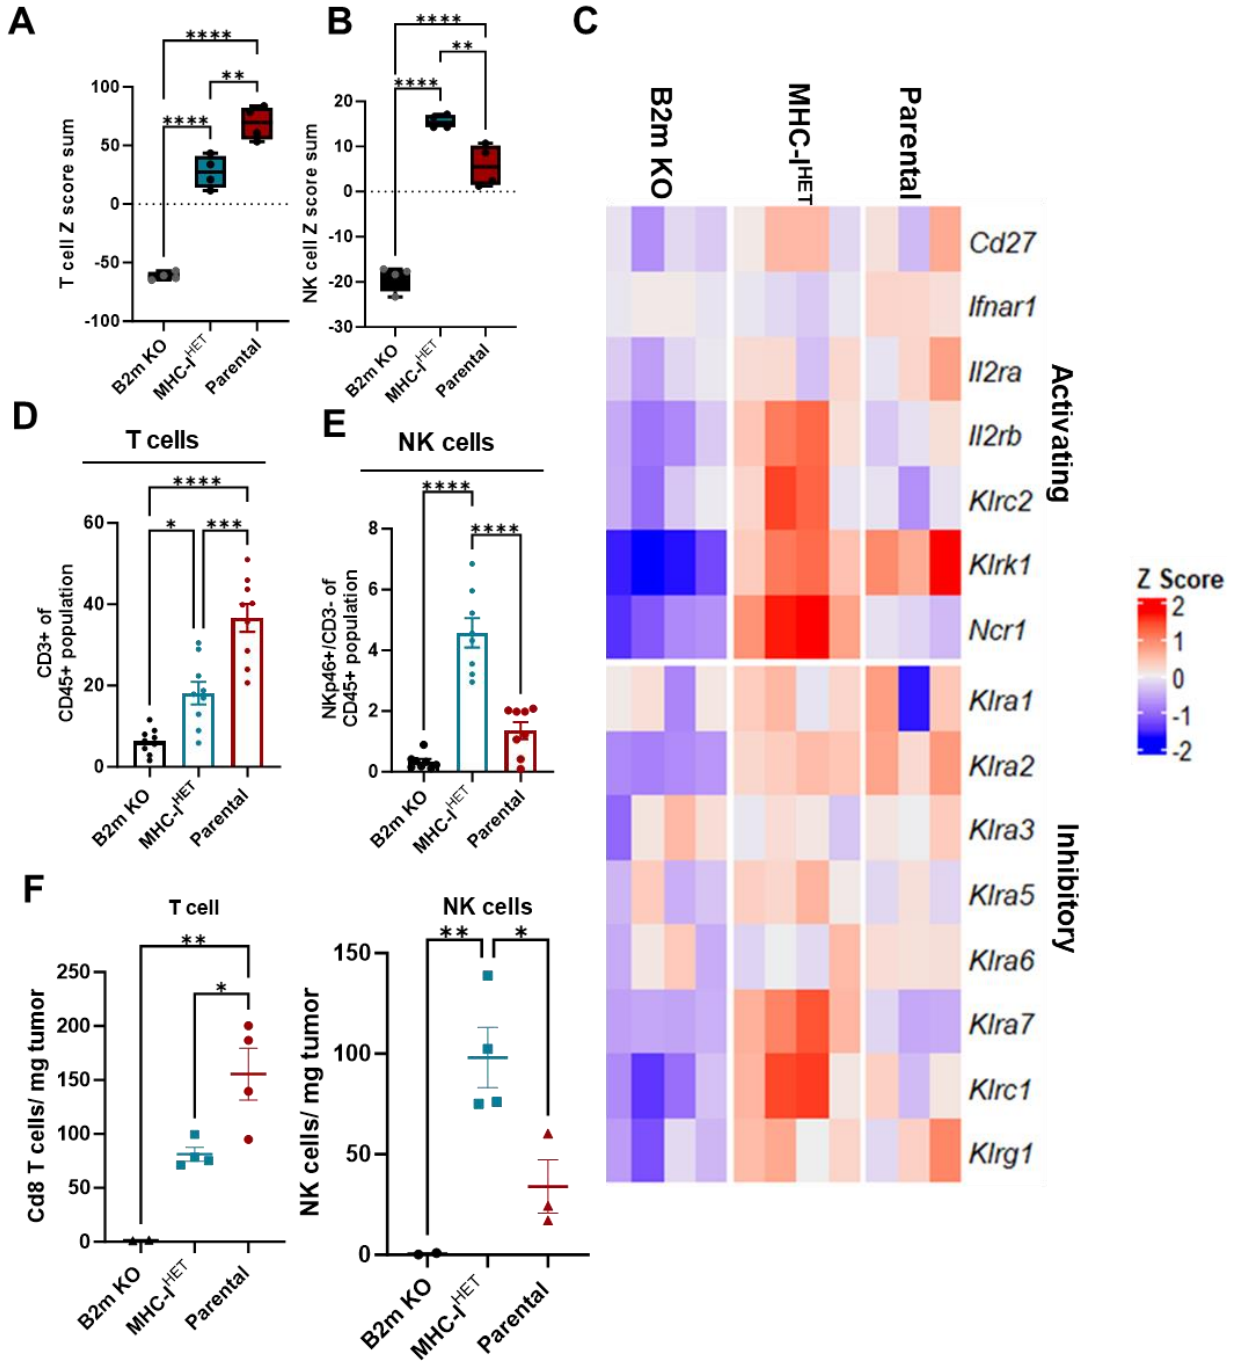 A
T cell Z score sum
100
50
0
-50
-100
****
**
****
B2m KO
MHC-I^HET
Parental
B
NK cell Z score sum
20
10
0
-10
-20
-30
****
**
****
B2m KO
MHC-I^HET
Parental
C
B2m KO
MHC-I^HET
Parental
Cd27
Ifnar1
Il2ra
Il2rb
Klrc2
Klrk1
Ncr1
Klra1
Klra2
Klra3
Klra5
Klra6
Klra7
Klrc1
Klrg1
Activating
Inhibitory
Z Score
2
1
0
-1
-2
D
T cells
CD3+ of
CD45+ population
60
40
20
0
****
*
***
B2m KO
MHC-I^HET
Parental
E
NK cells
NKp46+/CD3- of
CD45+ population
8
6
4
2
0
****
****
B2m KO
MHC-I^HET
Parental
F
T cell
Cd8 T cells/ mg tumor
250
200
150
100
50
0
**
*
B2m KO
MHC-I^HET
Parental
NK cells
NK cells/ mg tumor
150
100
50
0
**
*
B2m KO
MHC-I^HET
Parental